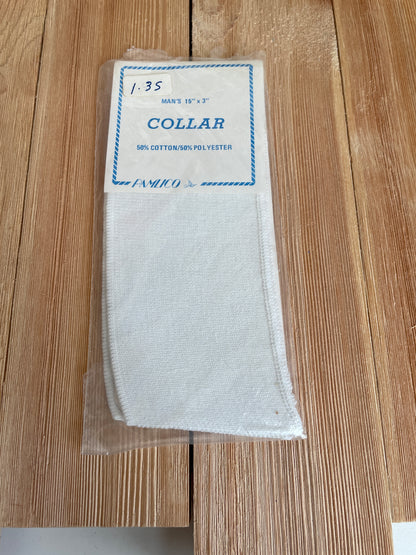 1.35
MAN'S 15" x 3"
COLLAR
50% COTTON/50% POLYESTER
PAMLICO